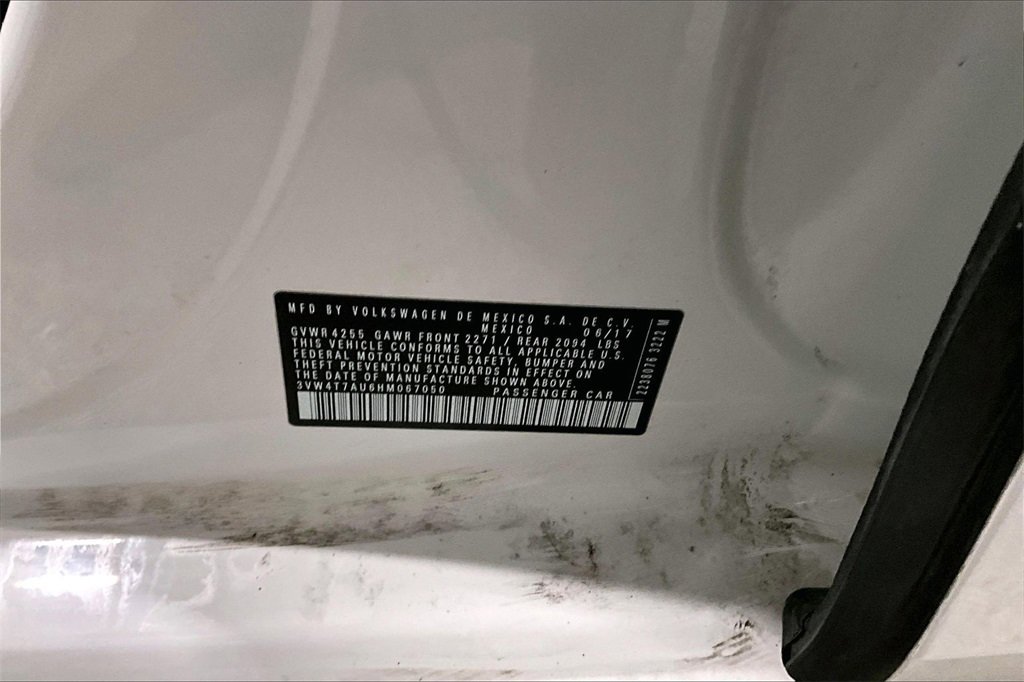 MFD BY VOLKSWAGEN DE MEXICO S.A. DE C.V.
MEXICO 06/17
GVWR 4255 GAWR FRONT 2271 / REAR 2094 LBS
THIS VEHICLE CONFORMS TO ALL APPLICABLE U.S.
FEDERAL MOTOR VEHICLE SAFETY, BUMPER AND
THEFT PREVENTION STANDARDS IN EFFECT ON
THE DATE OF MANUFACTURE SHOWN ABOVE.
3VW4T7AU6HM067050 PASSENGER CAR
2238076 3222 M